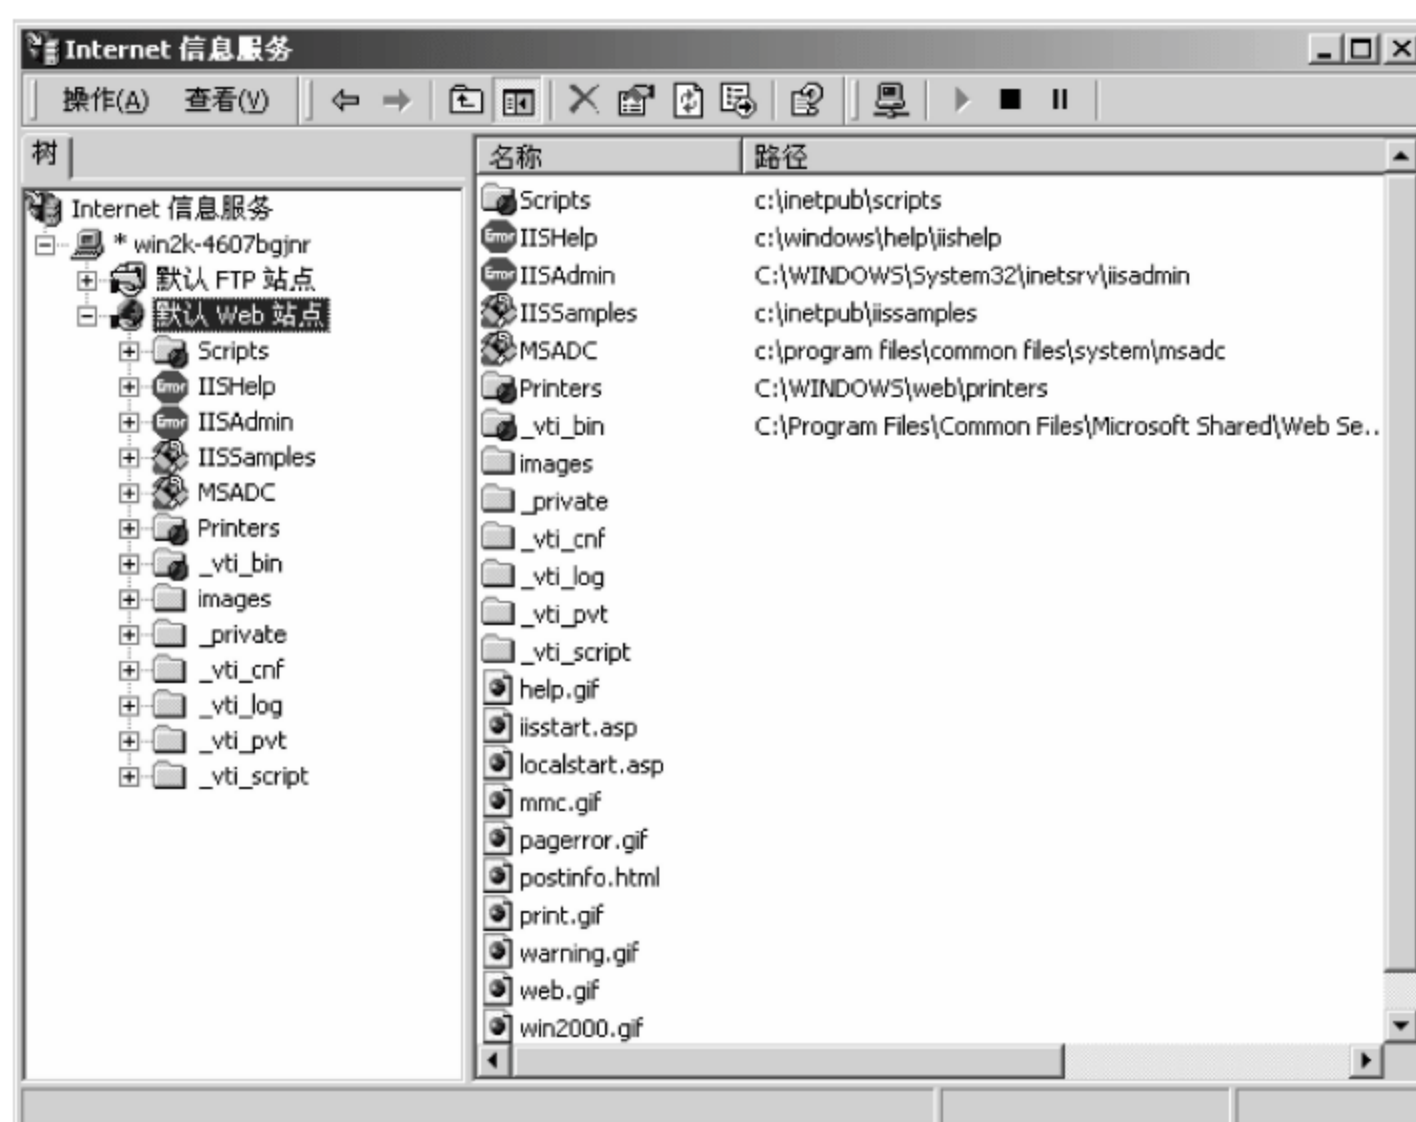 Internet 信息服务
操作(A) 查看(V)
树
Internet 信息服务
* win2k-4607bgjnr
默认 FTP 站点
默认 Web 站点
Scripts
Error IISHelp
Error IISAdmin
IISSamples
MSADC
Printers
_vti_bin
images
_private
_vti_cnf
_vti_log
_vti_pvt
_vti_script
名称 路径
Scripts c:\inetpub\scripts
Error IISHelp c:\windows\help\iishelp
Error IISAdmin C:\WINDOWS\System32\inetsrv\iisadmin
IISSamples c:\inetpub\iissamples
MSADC c:\program files\common files\system\msadc
Printers C:\WINDOWS\web\printers
_vti_bin C:\Program Files\Common Files\Microsoft Shared\Web Se..
images
_private
_vti_cnf
_vti_log
_vti_pvt
_vti_script
help.gif
iisstart.asp
localstart.asp
mmc.gif
pagerror.gif
postinfo.html
print.gif
warning.gif
web.gif
win2000.gif